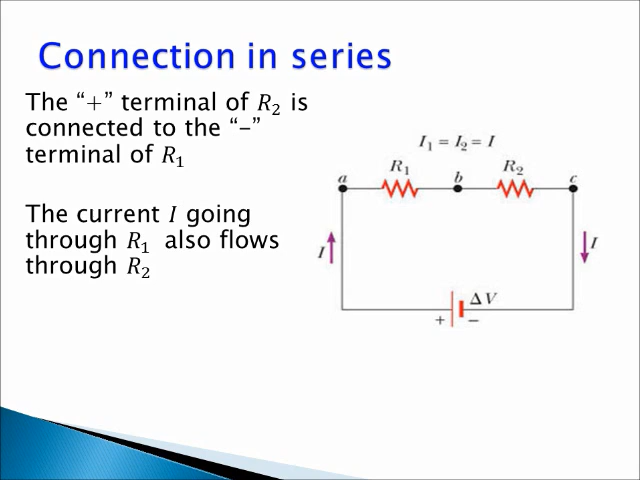 Connection in series
The “+” terminal of R₂ is
connected to the “-”
terminal of R₁
The current I going
through R₁ also flows
through R₂
I₁ = I₂ = I
R₁ R₂
a b c
I I
ΔV
+ −